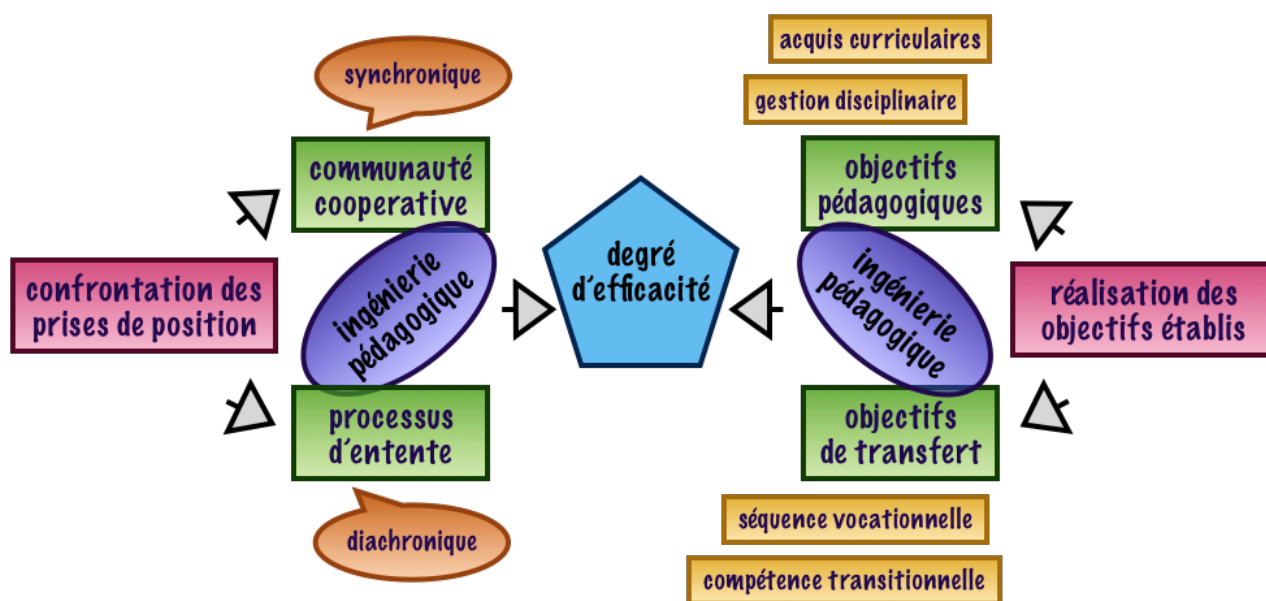 acquis curriculaires
synchronique
gestion disciplinaire
communauté
cooperative
objectifs
pédagogiques
degré
d'efficacité
ingénierie
pédagogique
ingénierie
pédagogique
confrontation des
prises de position
réalisation des
objectifs établis
processus
d'entente
objectifs
de transfert
séquence vocationnelle
diachronique
compétence transitionnelle